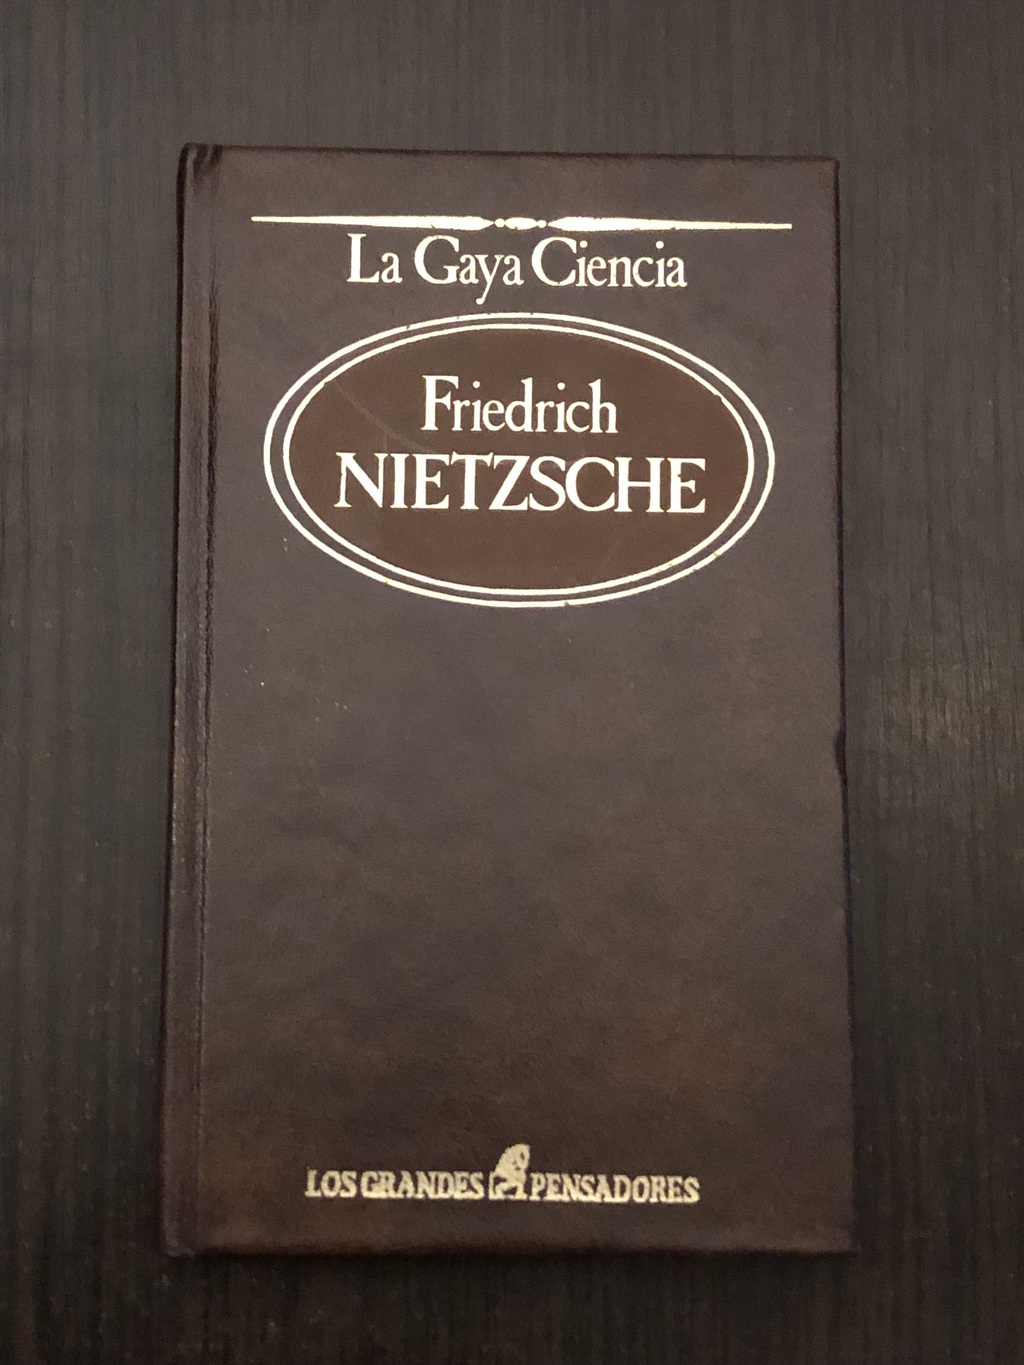 La Gaya Ciencia
Friedrich
NIETZSCHE
LOS GRANDES PENSADORES